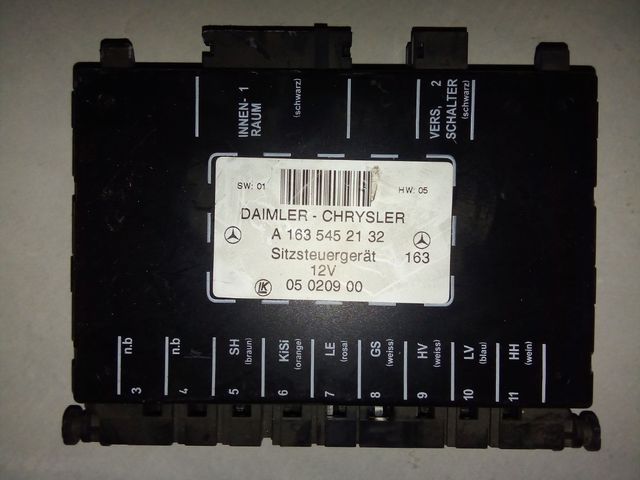 INNEN- 1
RAUM
(schwarz)
VERS, 2
SCHALTER
(schwarz)
SW: 01
HW: 05
DAIMLER - CHRYSLER
A 163 545 21 32
163
Sitzsteuergerät
12V
LK
05 0209 00
3 n.b
4 n.b
5 SH
(braun)
6 KiSi
(orange)
7 LE
(rosa)
8 GS
(weiss)
9 HV
(weiss)
10 LV
(blau)
11 HH
(wein)